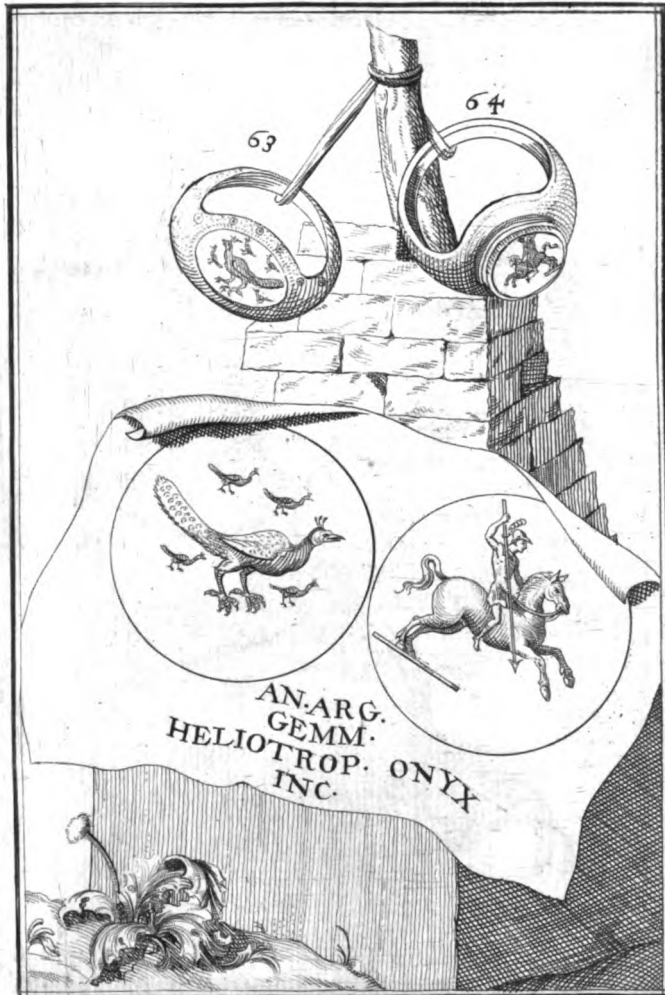 63
64
AN·ARG.
GEMM·
HELIOTROP. ONYX
INC·